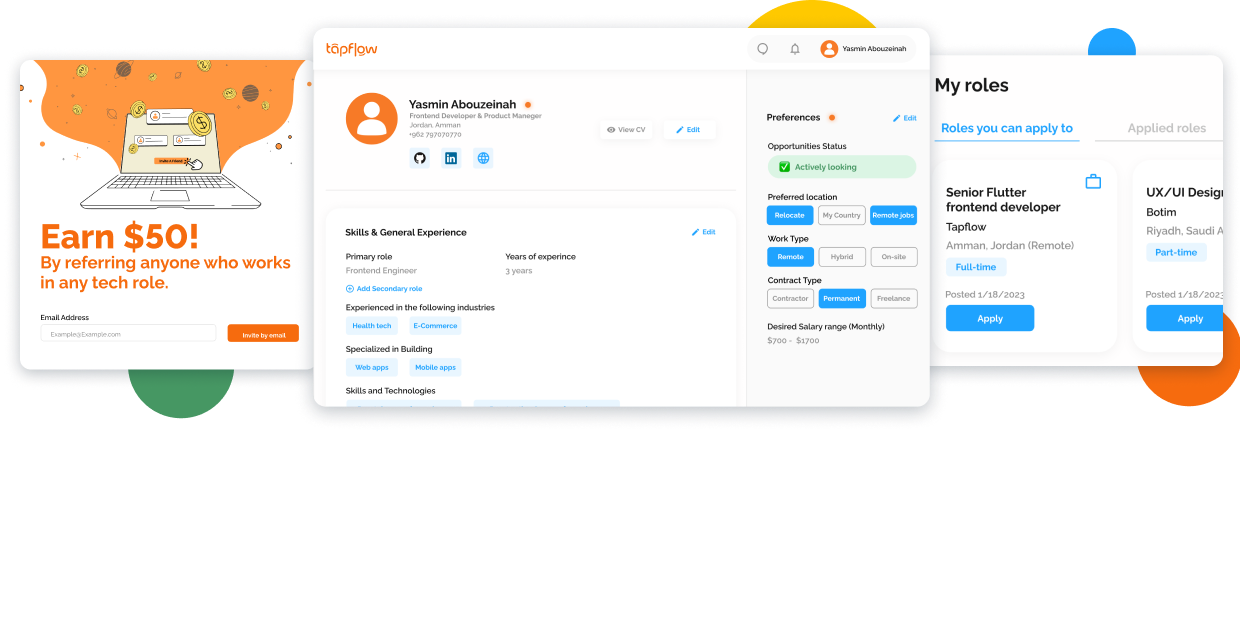 Invite a friend
Earn $50!
By referring anyone who works
in any tech role.
Email Address
Example@Example.com
Invite by email
tapflow
Yasmin Abouzeinah
Yasmin Abouzeinah
Frontend Developer & Product Maneger
Jordan, Amman
+962 797070770
View CV
Edit
Skills & General Experience
Edit
Primary role
Years of experince
Frontend Engineer
3 years
Add Secondary role
Experienced in the following industries
Health tech
E-Commerce
Specialized in Building
Web apps
Mobile apps
Skills and Technologies
Preferences
Edit
Opportunities Status
Actively looking
Preferred location
Relocate
My Country
Remote jobs
Work Type
Remote
Hybrid
On-site
Contract Type
Contractor
Permanent
Freelance
Desired Salary range (Monthly)
$700 - $1700
My roles
Roles you can apply to
Applied roles
Senior Flutter
frontend developer
Tapflow
Amman, Jordan (Remote)
Full-time
Posted 1/18/2023
Apply
UX/UI Desig
Botim
Riyadh, Saudi A
Part-time
Posted 1/18/2023
Apply